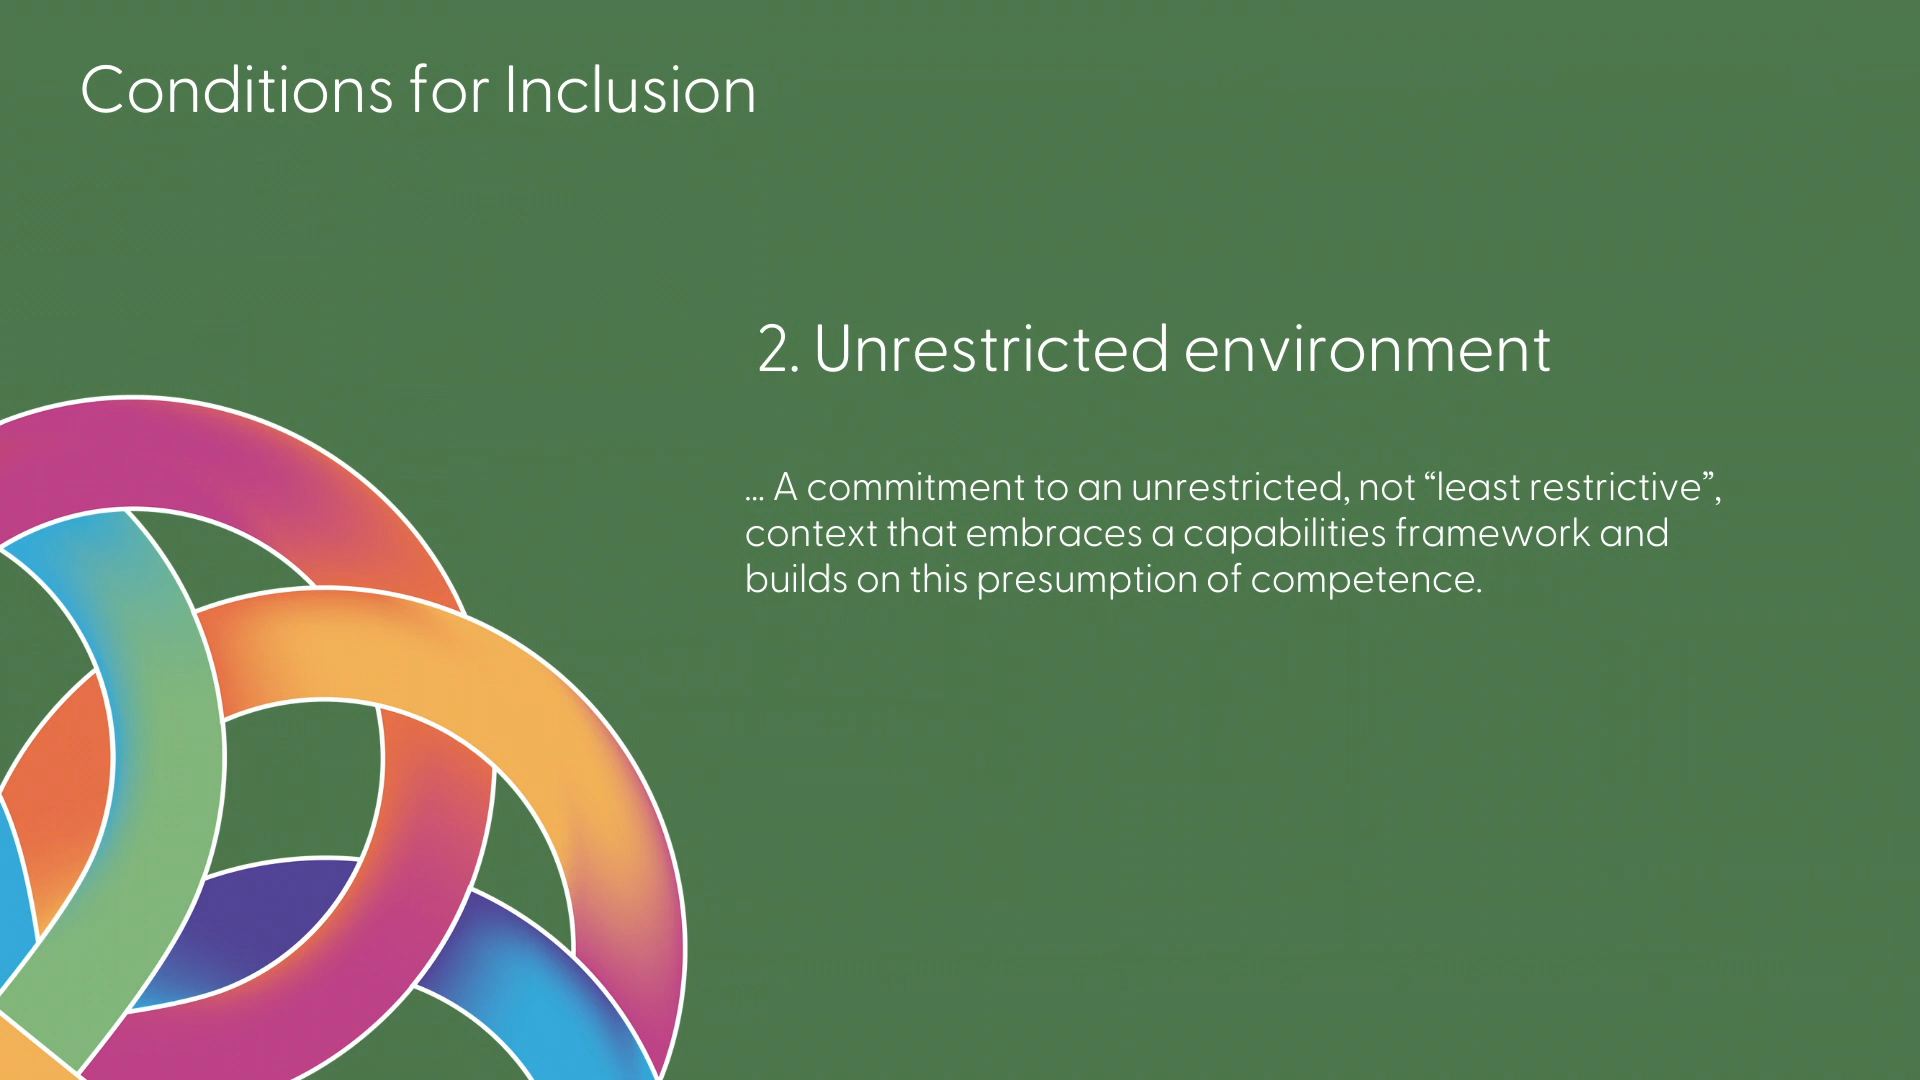 Conditions for Inclusion
2. Unrestricted environment
... A commitment to an unrestricted, not “least restrictive”,
context that embraces a capabilities framework and
builds on this presumption of competence.